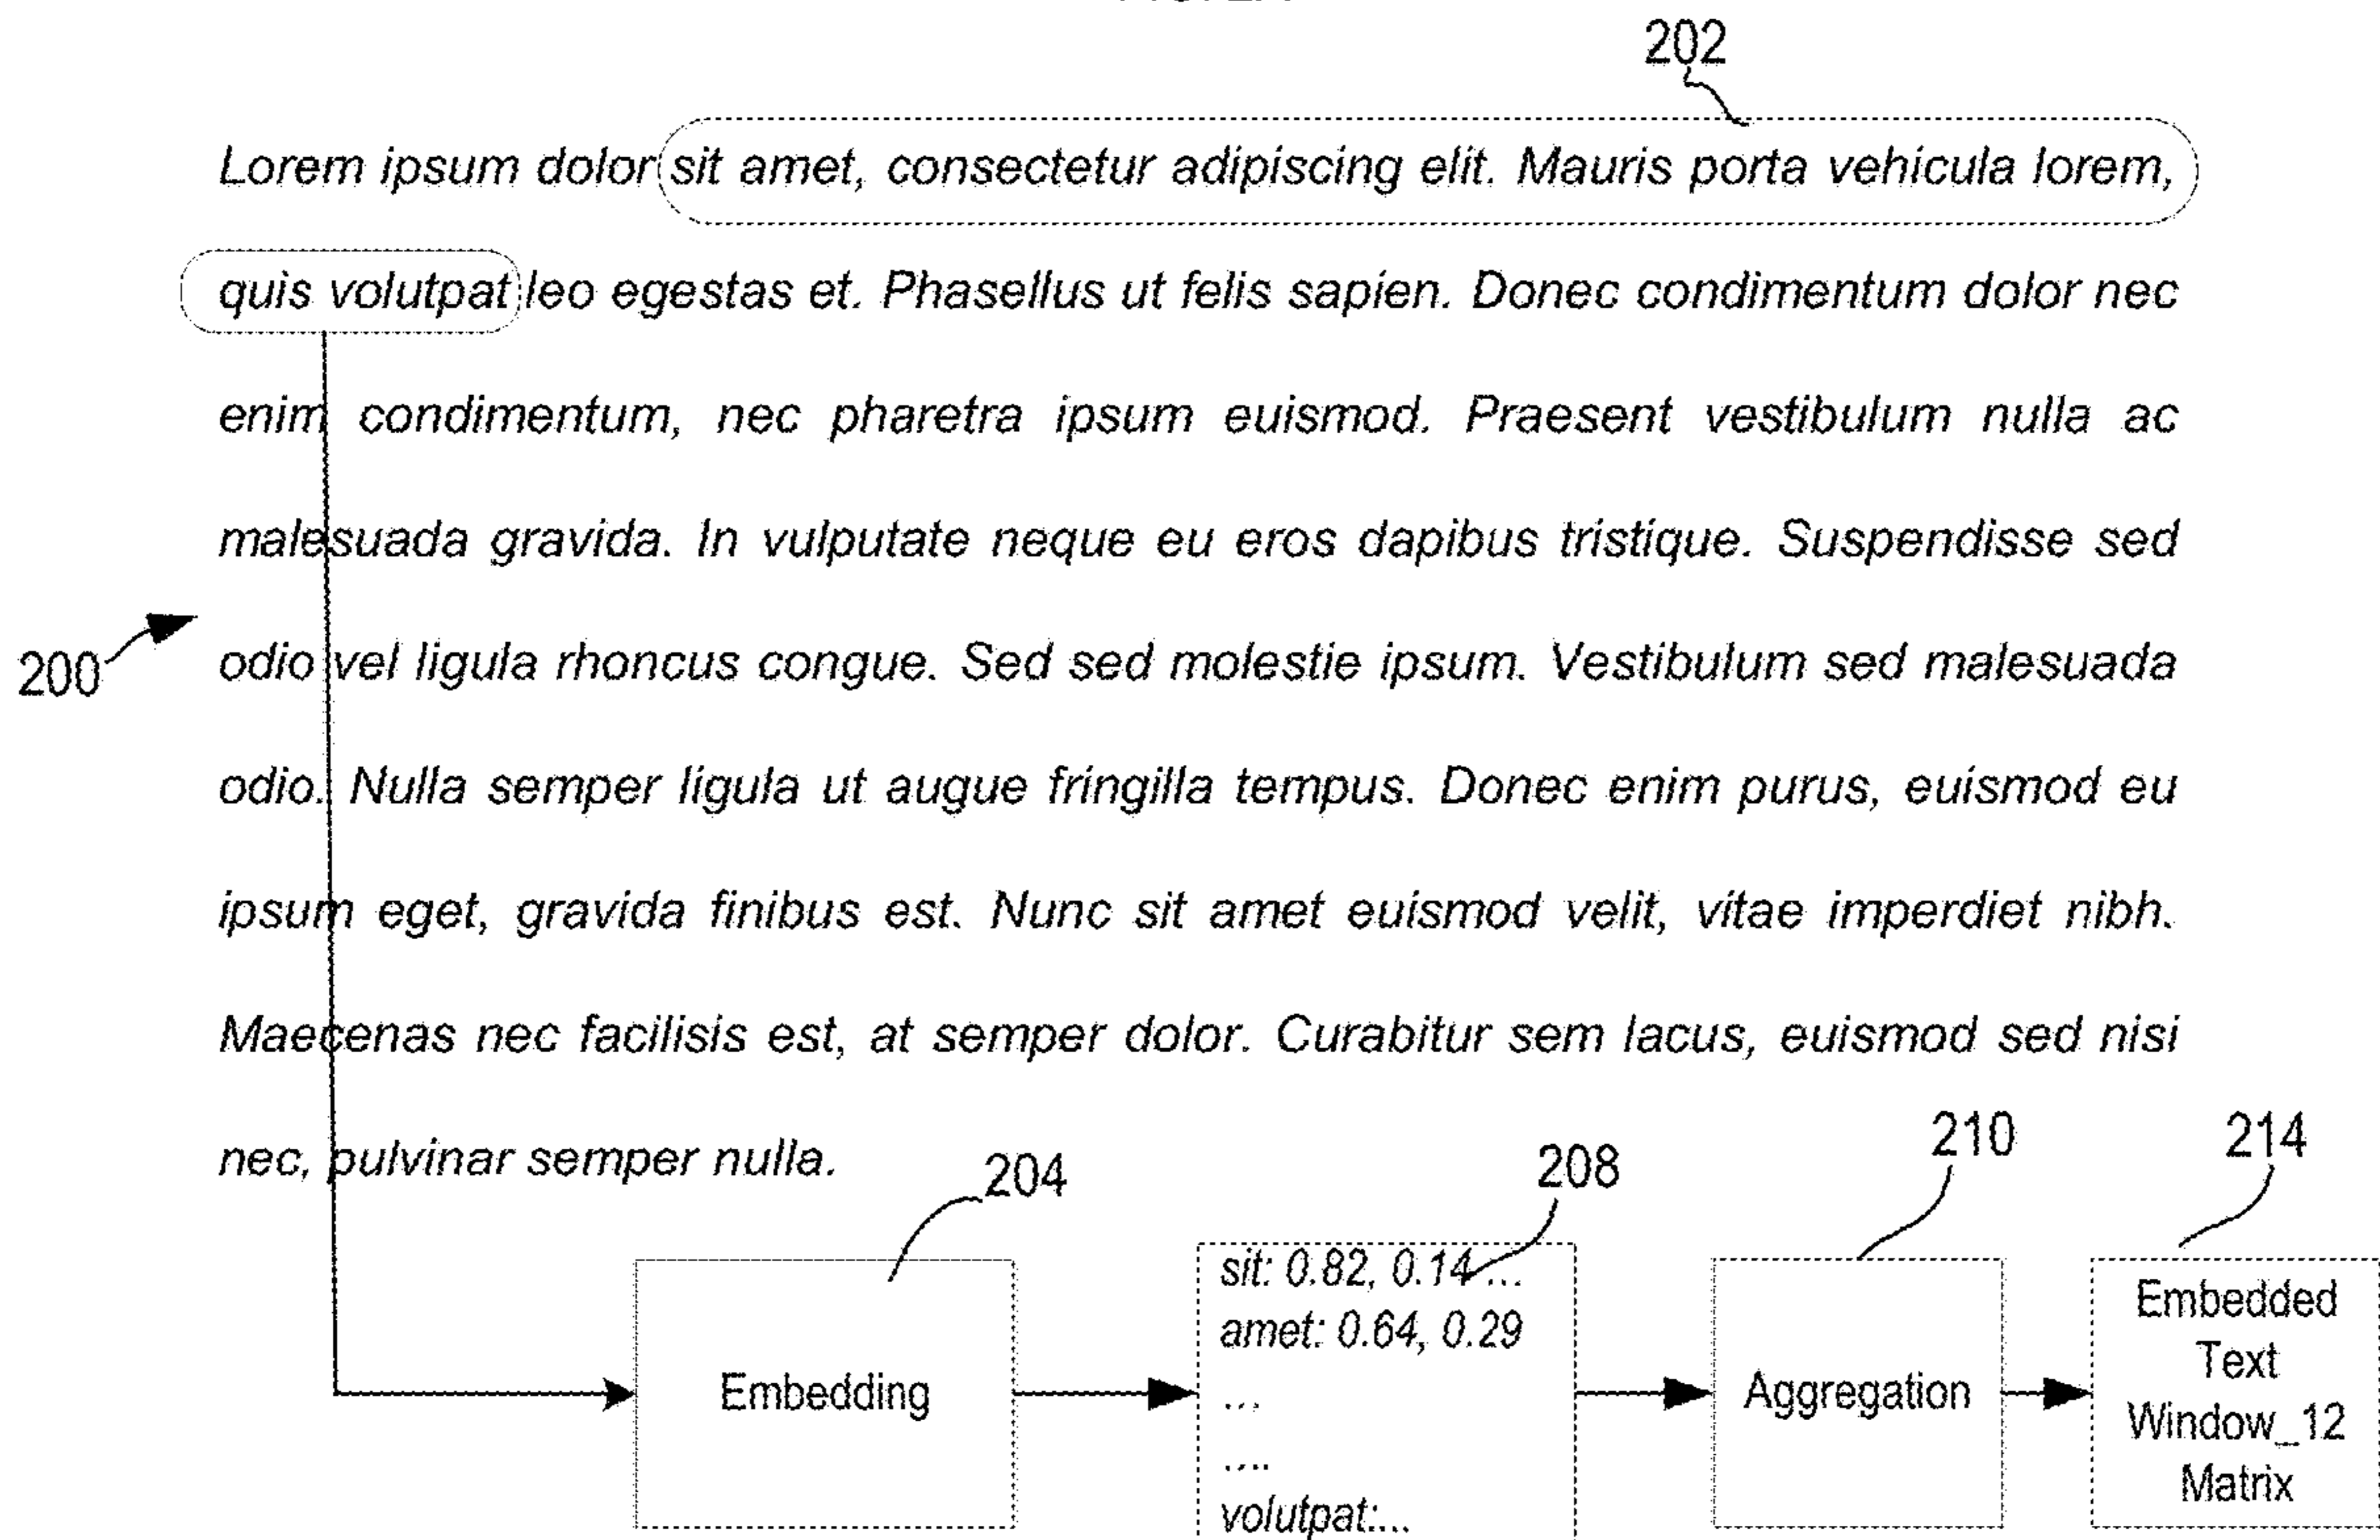 202
Lorem ipsum dolor sit amet, consectetur adipiscing elit. Mauris porta vehicula lorem,
quis volutpat leo egestas et. Phasellus ut felis sapien. Donec condimentum dolor nec
enim condimentum, nec pharetra ipsum euismod. Praesent vestibulum nulla ac
malesuada gravida. In vulputate neque eu eros dapibus tristique. Suspendisse sed
200
odio vel ligula rhoncus congue. Sed sed molestie ipsum. Vestibulum sed malesuada
odio. Nulla semper ligula ut augue fringilla tempus. Donec enim purus, euismod eu
ipsum eget, gravida finibus est. Nunc sit amet euismod velit, vitae imperdiet nibh.
Maecenas nec facilisis est, at semper dolor. Curabitur sem lacus, euismod sed nisi
nec, pulvinar semper nulla.
204
208
210
214
Embedding
sit: 0.82, 0.14 ...
amet: 0.64, 0.29
...
....
volutpat:...
Aggregation
Embedded
Text
Window_12
Matrix